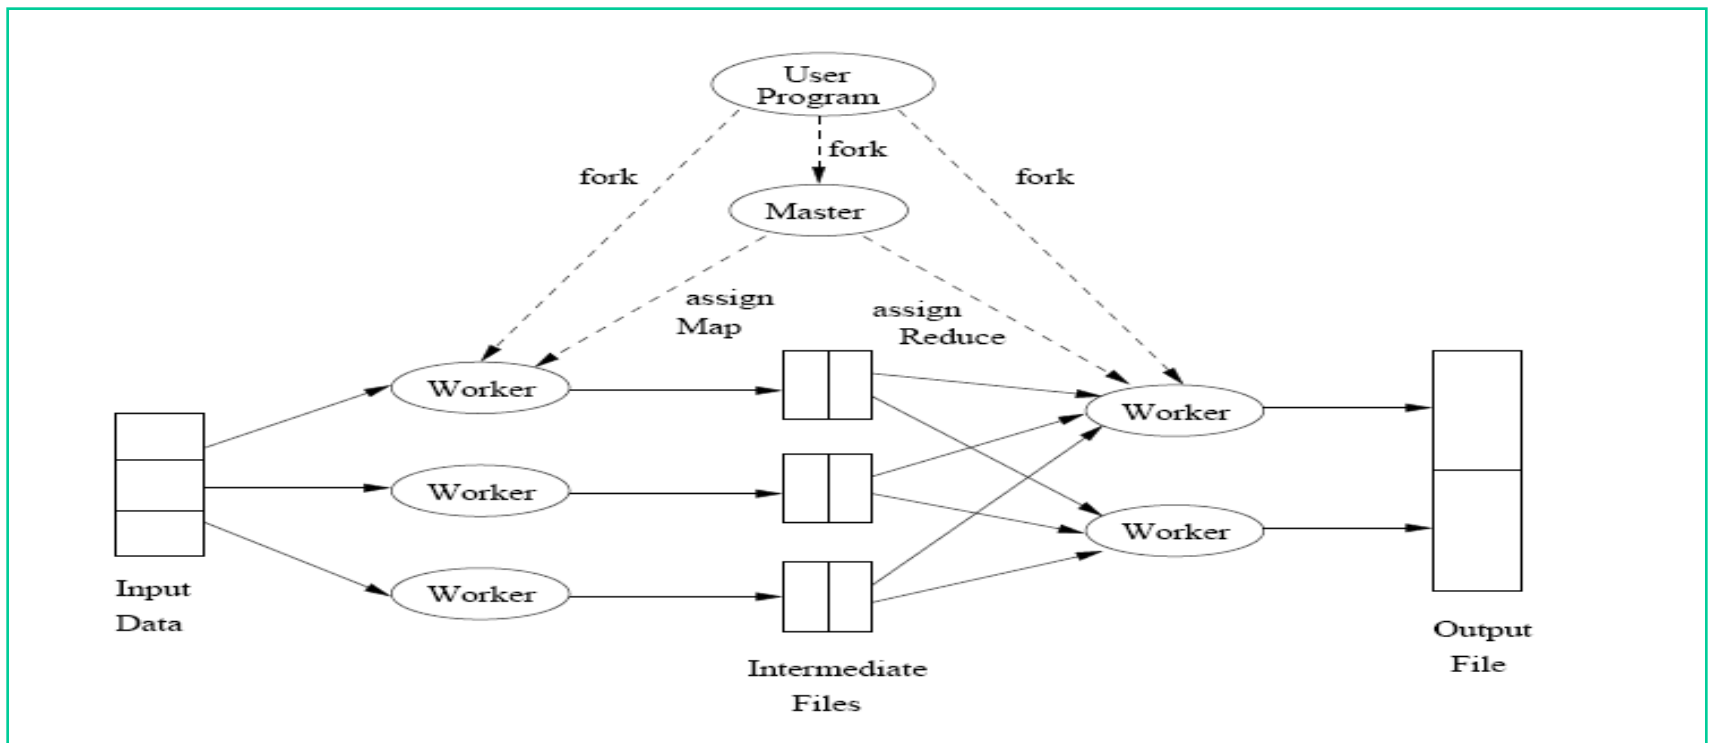 User
Program
fork
fork
fork
Master
assign
Map
assign
Reduce
Worker
Worker
Worker
Worker
Worker
Input
Data
Intermediate
Files
Output
File